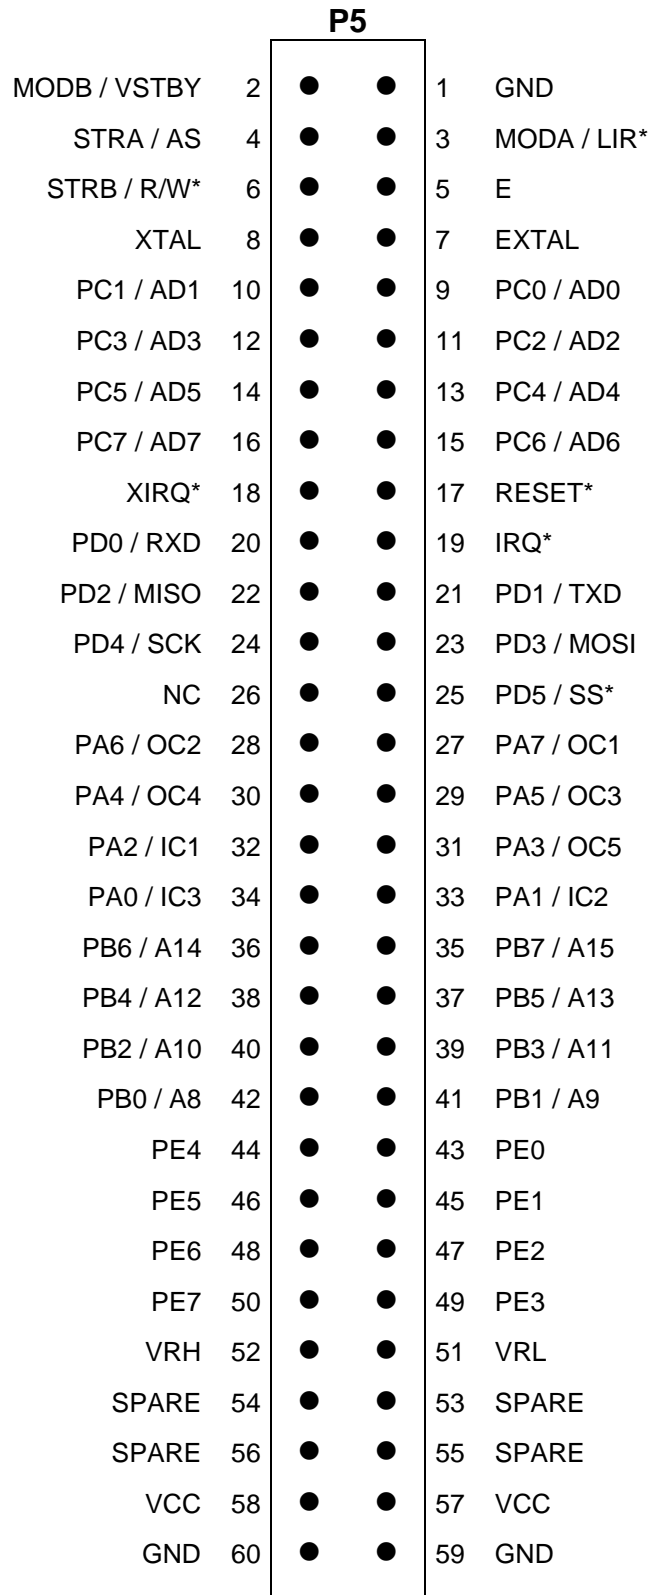 P5
MODB / VSTBY 2 1 GND
STRA / AS 4 3 MODA / LIR*
STRB / R/W* 6 5 E
XTAL 8 7 EXTAL
PC1 / AD1 10 9 PC0 / AD0
PC3 / AD3 12 11 PC2 / AD2
PC5 / AD5 14 13 PC4 / AD4
PC7 / AD7 16 15 PC6 / AD6
XIRQ* 18 17 RESET*
PD0 / RXD 20 19 IRQ*
PD2 / MISO 22 21 PD1 / TXD
PD4 / SCK 24 23 PD3 / MOSI
NC 26 25 PD5 / SS*
PA6 / OC2 28 27 PA7 / OC1
PA4 / OC4 30 29 PA5 / OC3
PA2 / IC1 32 31 PA3 / OC5
PA0 / IC3 34 33 PA1 / IC2
PB6 / A14 36 35 PB7 / A15
PB4 / A12 38 37 PB5 / A13
PB2 / A10 40 39 PB3 / A11
PB0 / A8 42 41 PB1 / A9
PE4 44 43 PE0
PE5 46 45 PE1
PE6 48 47 PE2
PE7 50 49 PE3
VRH 52 51 VRL
SPARE 54 53 SPARE
SPARE 56 55 SPARE
VCC 58 57 VCC
GND 60 59 GND